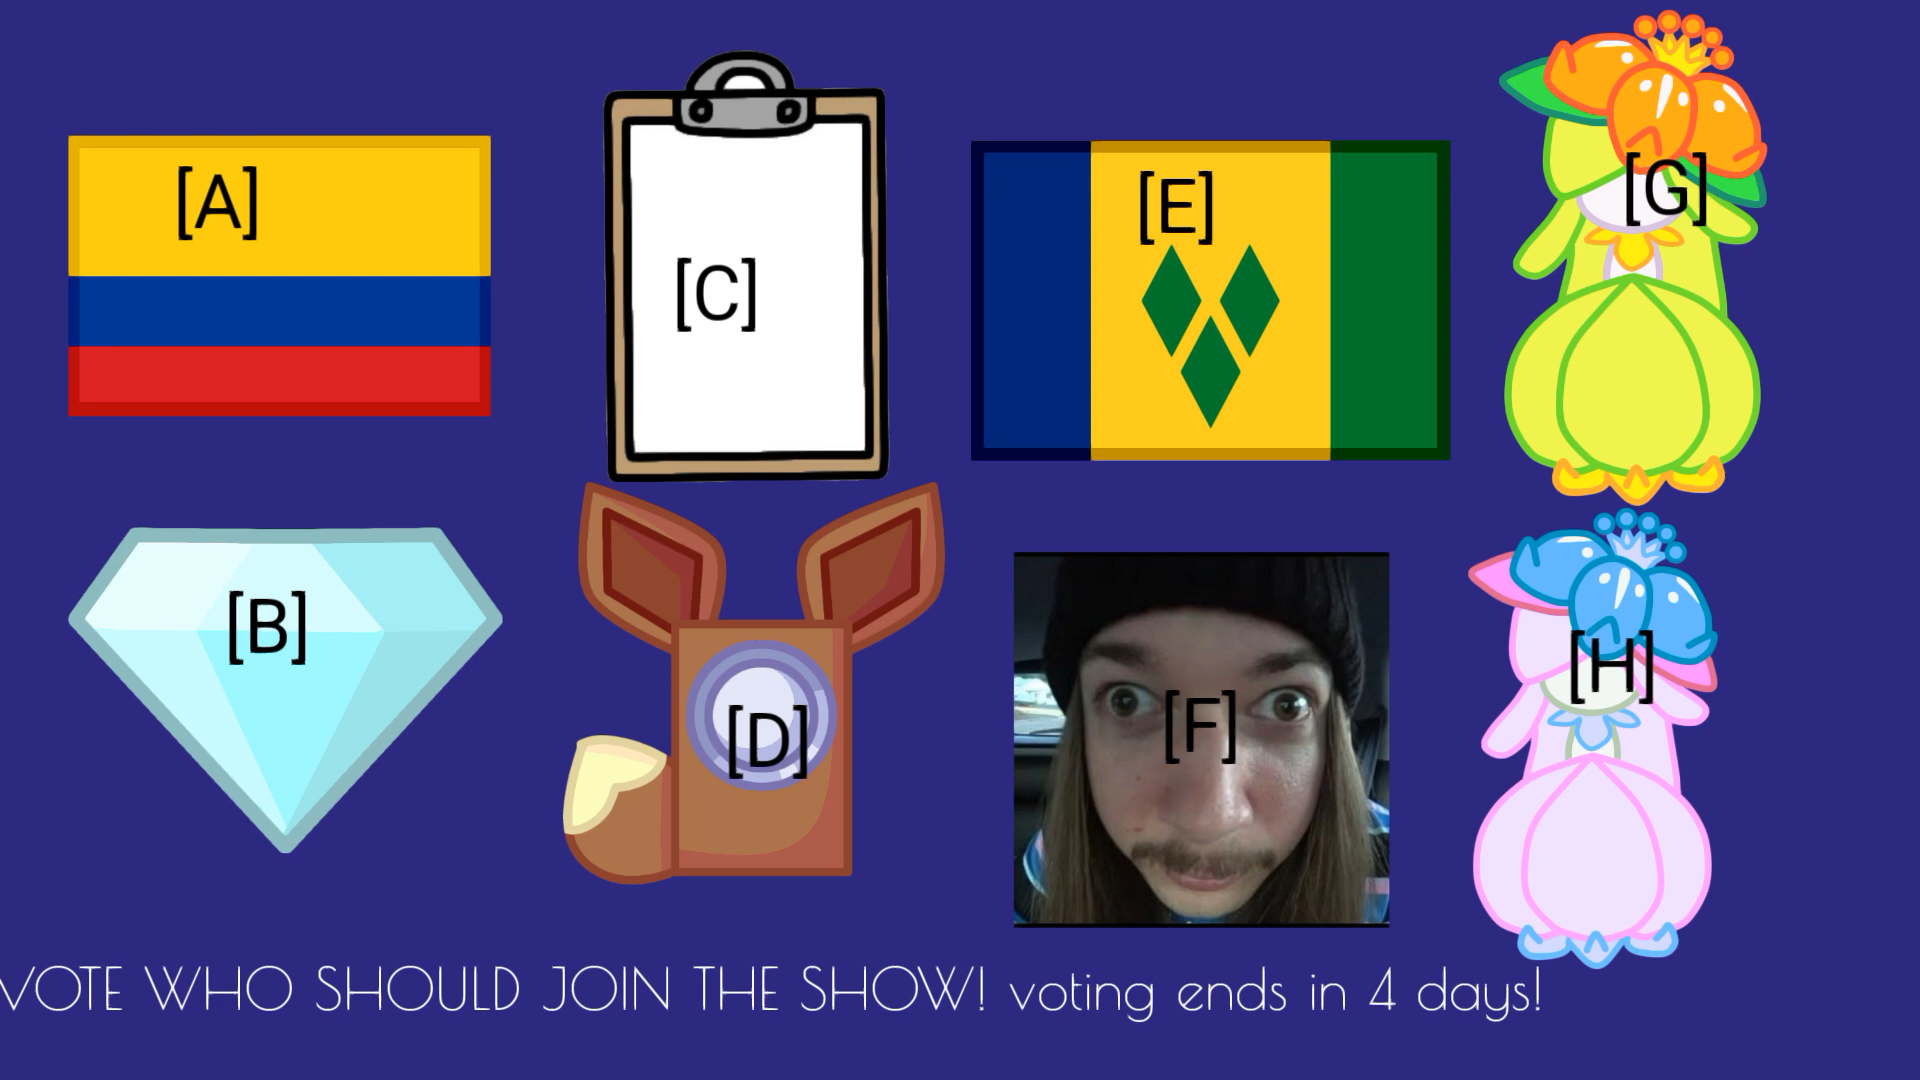 [A]
[C]
[E]
[G]
[B]
[D]
[F]
[H]
VOTE WHO SHOULD JOIN THE SHOW! voting ends in 4 days!